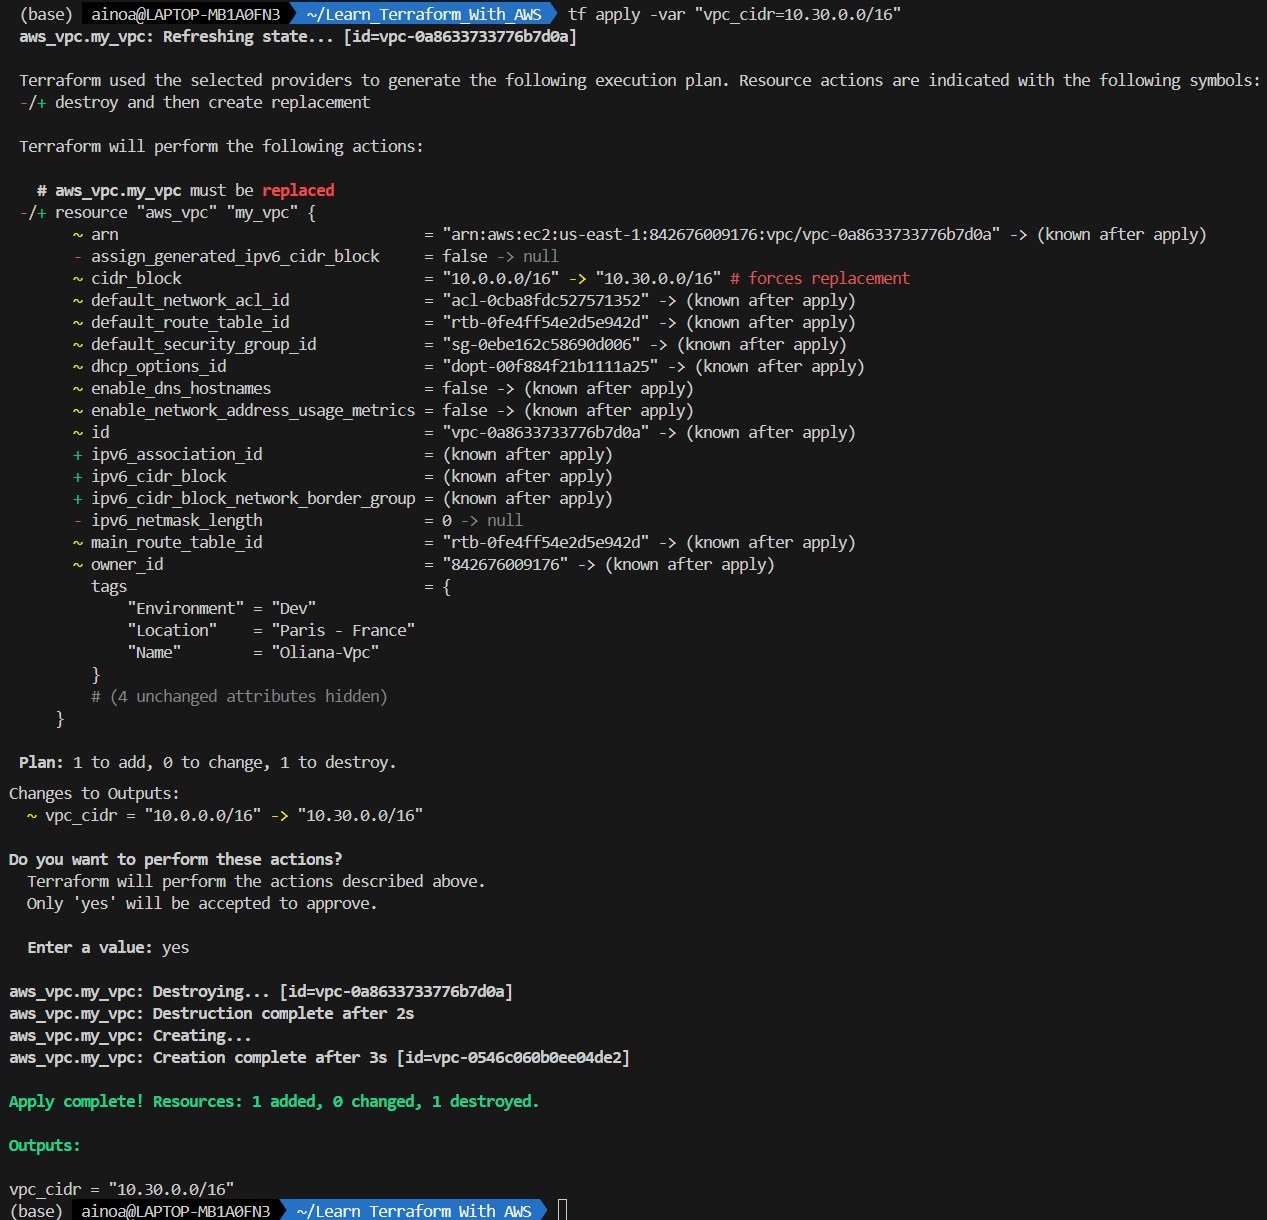 (base) ainoa@LAPTOP-MB1A0FN3 ~/Learn_Terraform_With_AWS tf apply -var "vpc_cidr=10.30.0.0/16"
aws_vpc.my_vpc: Refreshing state... [id=vpc-0a8633733776b7d0a]
Terraform used the selected providers to generate the following execution plan. Resource actions are indicated with the following symbols:
-/+ destroy and then create replacement
Terraform will perform the following actions:
# aws_vpc.my_vpc must be replaced
-/+ resource "aws_vpc" "my_vpc" {
~ arn = "arn:aws:ec2:us-east-1:842676009176:vpc/vpc-0a8633733776b7d0a" -> (known after apply)
- assign_generated_ipv6_cidr_block = false -> null
~ cidr_block = "10.0.0.0/16" -> "10.30.0.0/16" # forces replacement
~ default_network_acl_id = "acl-0cba8fdc527571352" -> (known after apply)
~ default_route_table_id = "rtb-0fe4ff54e2d5e942d" -> (known after apply)
~ default_security_group_id = "sg-0ebe162c58690d006" -> (known after apply)
~ dhcp_options_id = "dopt-00f884f21b1111a25" -> (known after apply)
~ enable_dns_hostnames = false -> (known after apply)
~ enable_network_address_usage_metrics = false -> (known after apply)
~ id = "vpc-0a8633733776b7d0a" -> (known after apply)
+ ipv6_association_id = (known after apply)
+ ipv6_cidr_block = (known after apply)
+ ipv6_cidr_block_network_border_group = (known after apply)
- ipv6_netmask_length = 0 -> null
~ main_route_table_id = "rtb-0fe4ff54e2d5e942d" -> (known after apply)
~ owner_id = "842676009176" -> (known after apply)
tags = {
"Environment" = "Dev"
"Location" = "Paris - France"
"Name" = "Oliana-Vpc"
}
# (4 unchanged attributes hidden)
}
Plan: 1 to add, 0 to change, 1 to destroy.
Changes to Outputs:
~ vpc_cidr = "10.0.0.0/16" -> "10.30.0.0/16"
Do you want to perform these actions?
Terraform will perform the actions described above.
Only 'yes' will be accepted to approve.
Enter a value: yes
aws_vpc.my_vpc: Destroying... [id=vpc-0a8633733776b7d0a]
aws_vpc.my_vpc: Destruction complete after 2s
aws_vpc.my_vpc: Creating...
aws_vpc.my_vpc: Creation complete after 3s [id=vpc-0546c060b0ee04de2]
Apply complete! Resources: 1 added, 0 changed, 1 destroyed.
Outputs:
vpc_cidr = "10.30.0.0/16"
(base) ainoa@LAPTOP-MB1A0FN3 ~/Learn_Terraform_With_AWS